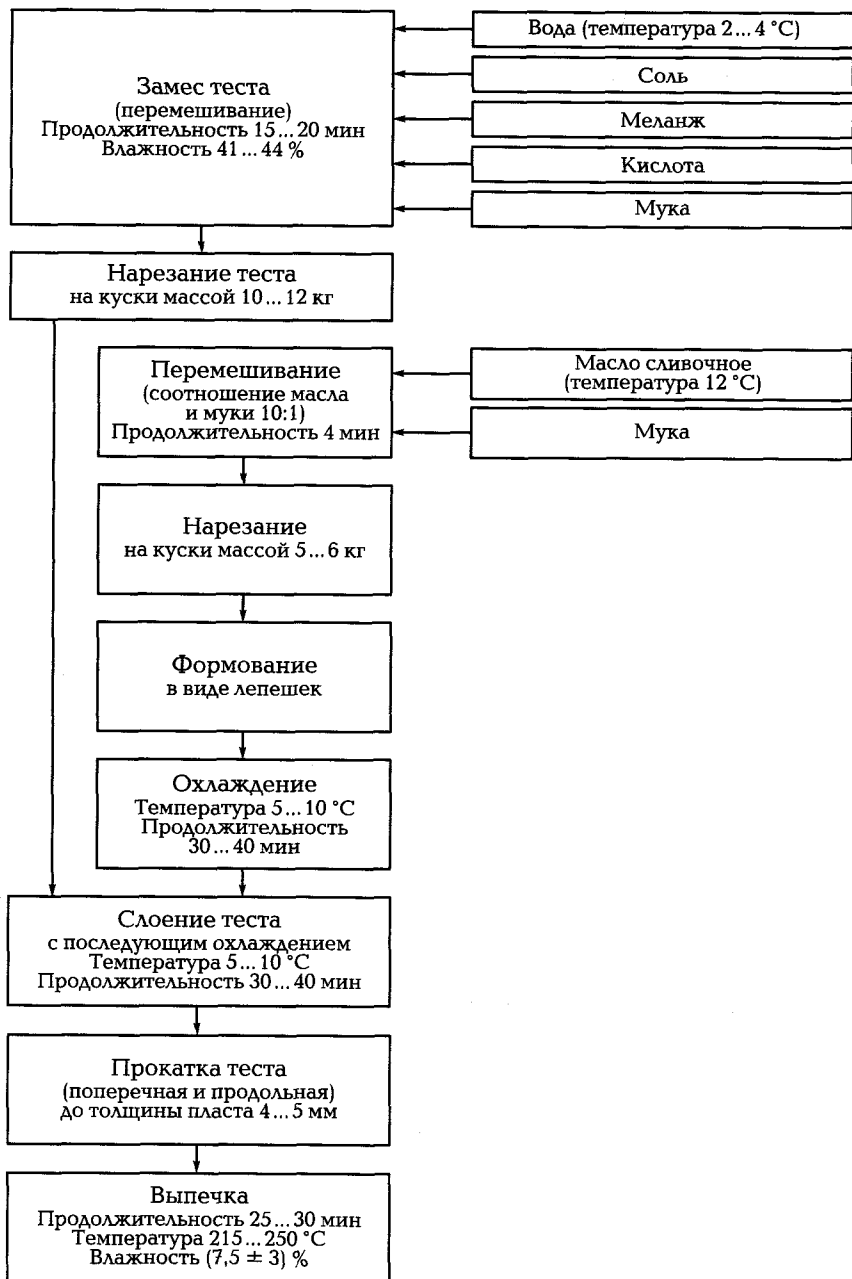 Замес теста
(перемешивание)
Продолжительность 15...20 мин
Влажность 41...44 %
Вода (температура 2...4 °С)
Соль
Меланж
Кислота
Мука
Нарезание теста
на куски массой 10...12 кг
Перемешивание
(соотношение масла
и муки 10:1)
Продолжительность 4 мин
Масло сливочное
(температура 12 °С)
Мука
Нарезание
на куски массой 5...6 кг
Формование
в виде лепешек
Охлаждение
Температура 5...10 °С
Продолжительность
30...40 мин
Слоение теста
с последующим охлаждением
Температура 5...10 °С
Продолжительность 30...40 мин
Прокатка теста
(поперечная и продольная)
до толщины пласта 4...5 мм
Выпечка
Продолжительность 25...30 мин
Температура 215...250 °С
Влажность (7,5 ± 3) %